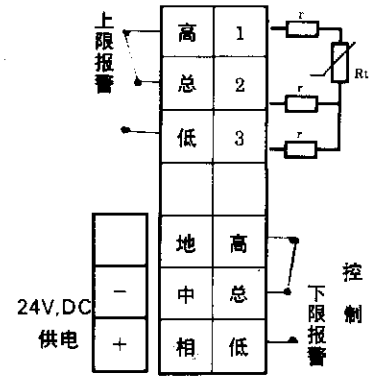 上限报警
高 1
总 2
低 3
r
r
r
Rt
地 高
中 总
相 低
24V,DC
供电
−
+
下限报警
控制